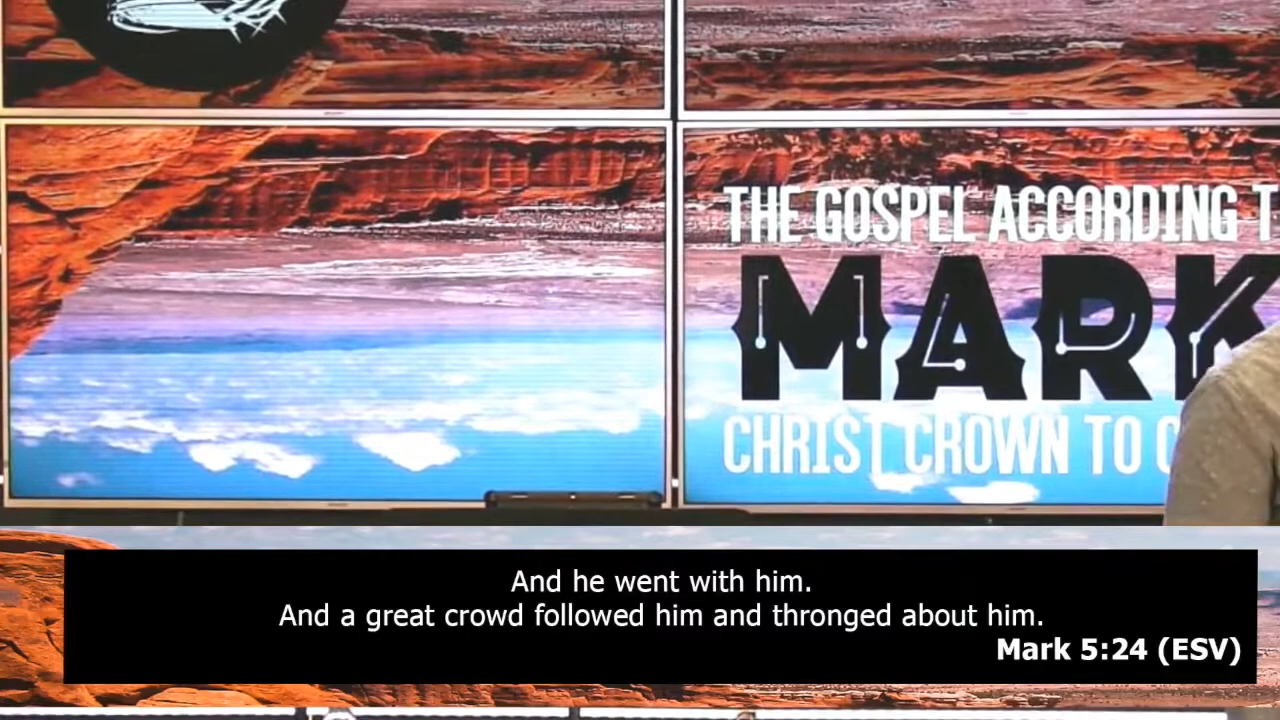 THE GOSPEL ACCORDING T
MARK
CHRIST CROWN TO C
And he went with him.
And a great crowd followed him and thronged about him.
Mark 5:24 (ESV)